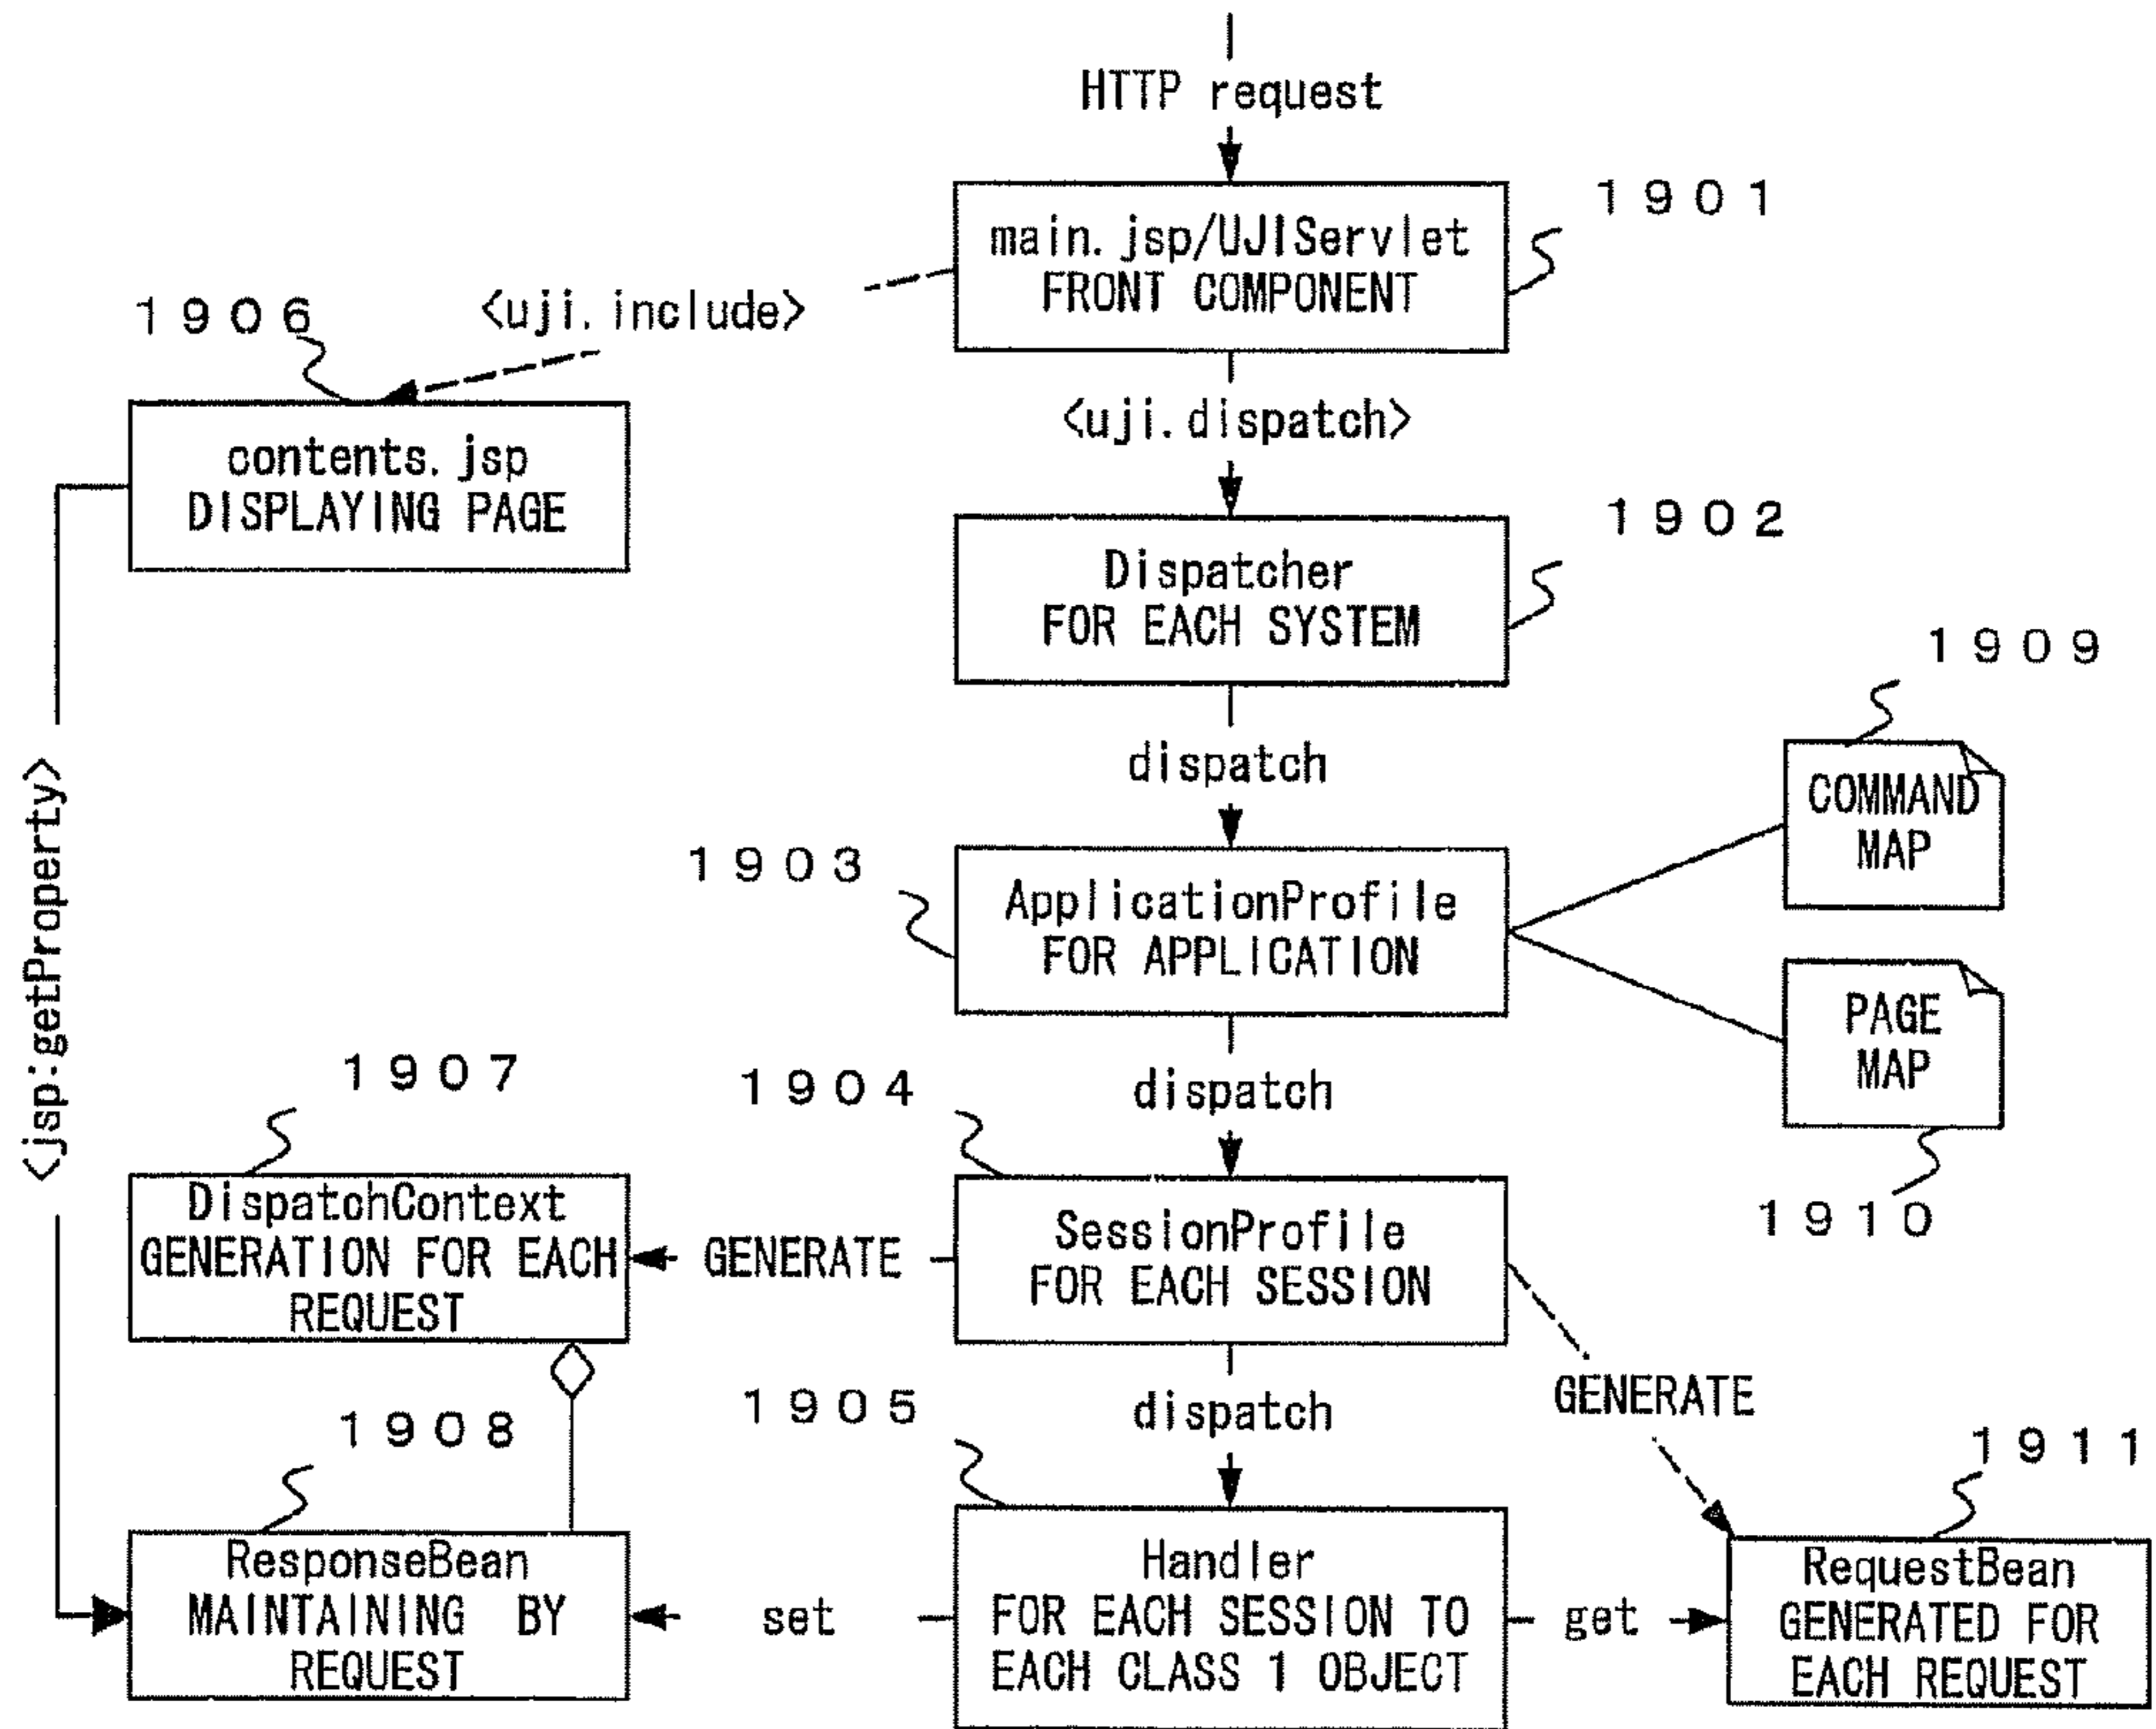 HTTP request
1901
main.jsp/UJIServlet
FRONT COMPONENT
1906
<uji.include>
<uji.dispatch>
contents.jsp
DISPLAYING PAGE
1902
Dispatcher
FOR EACH SYSTEM
1909
dispatch
COMMAND
MAP
1903
ApplicationProfile
FOR APPLICATION
<jsp:getProperty>
PAGE
MAP
1907
1904
dispatch
1910
DispatchContext
GENERATION FOR EACH
REQUEST
GENERATE
SessionProfile
FOR EACH SESSION
1905
dispatch
GENERATE
1908
1911
ResponseBean
MAINTAINING BY
REQUEST
set
Handler
FOR EACH SESSION TO
EACH CLASS 1 OBJECT
get
RequestBean
GENERATED FOR
EACH REQUEST